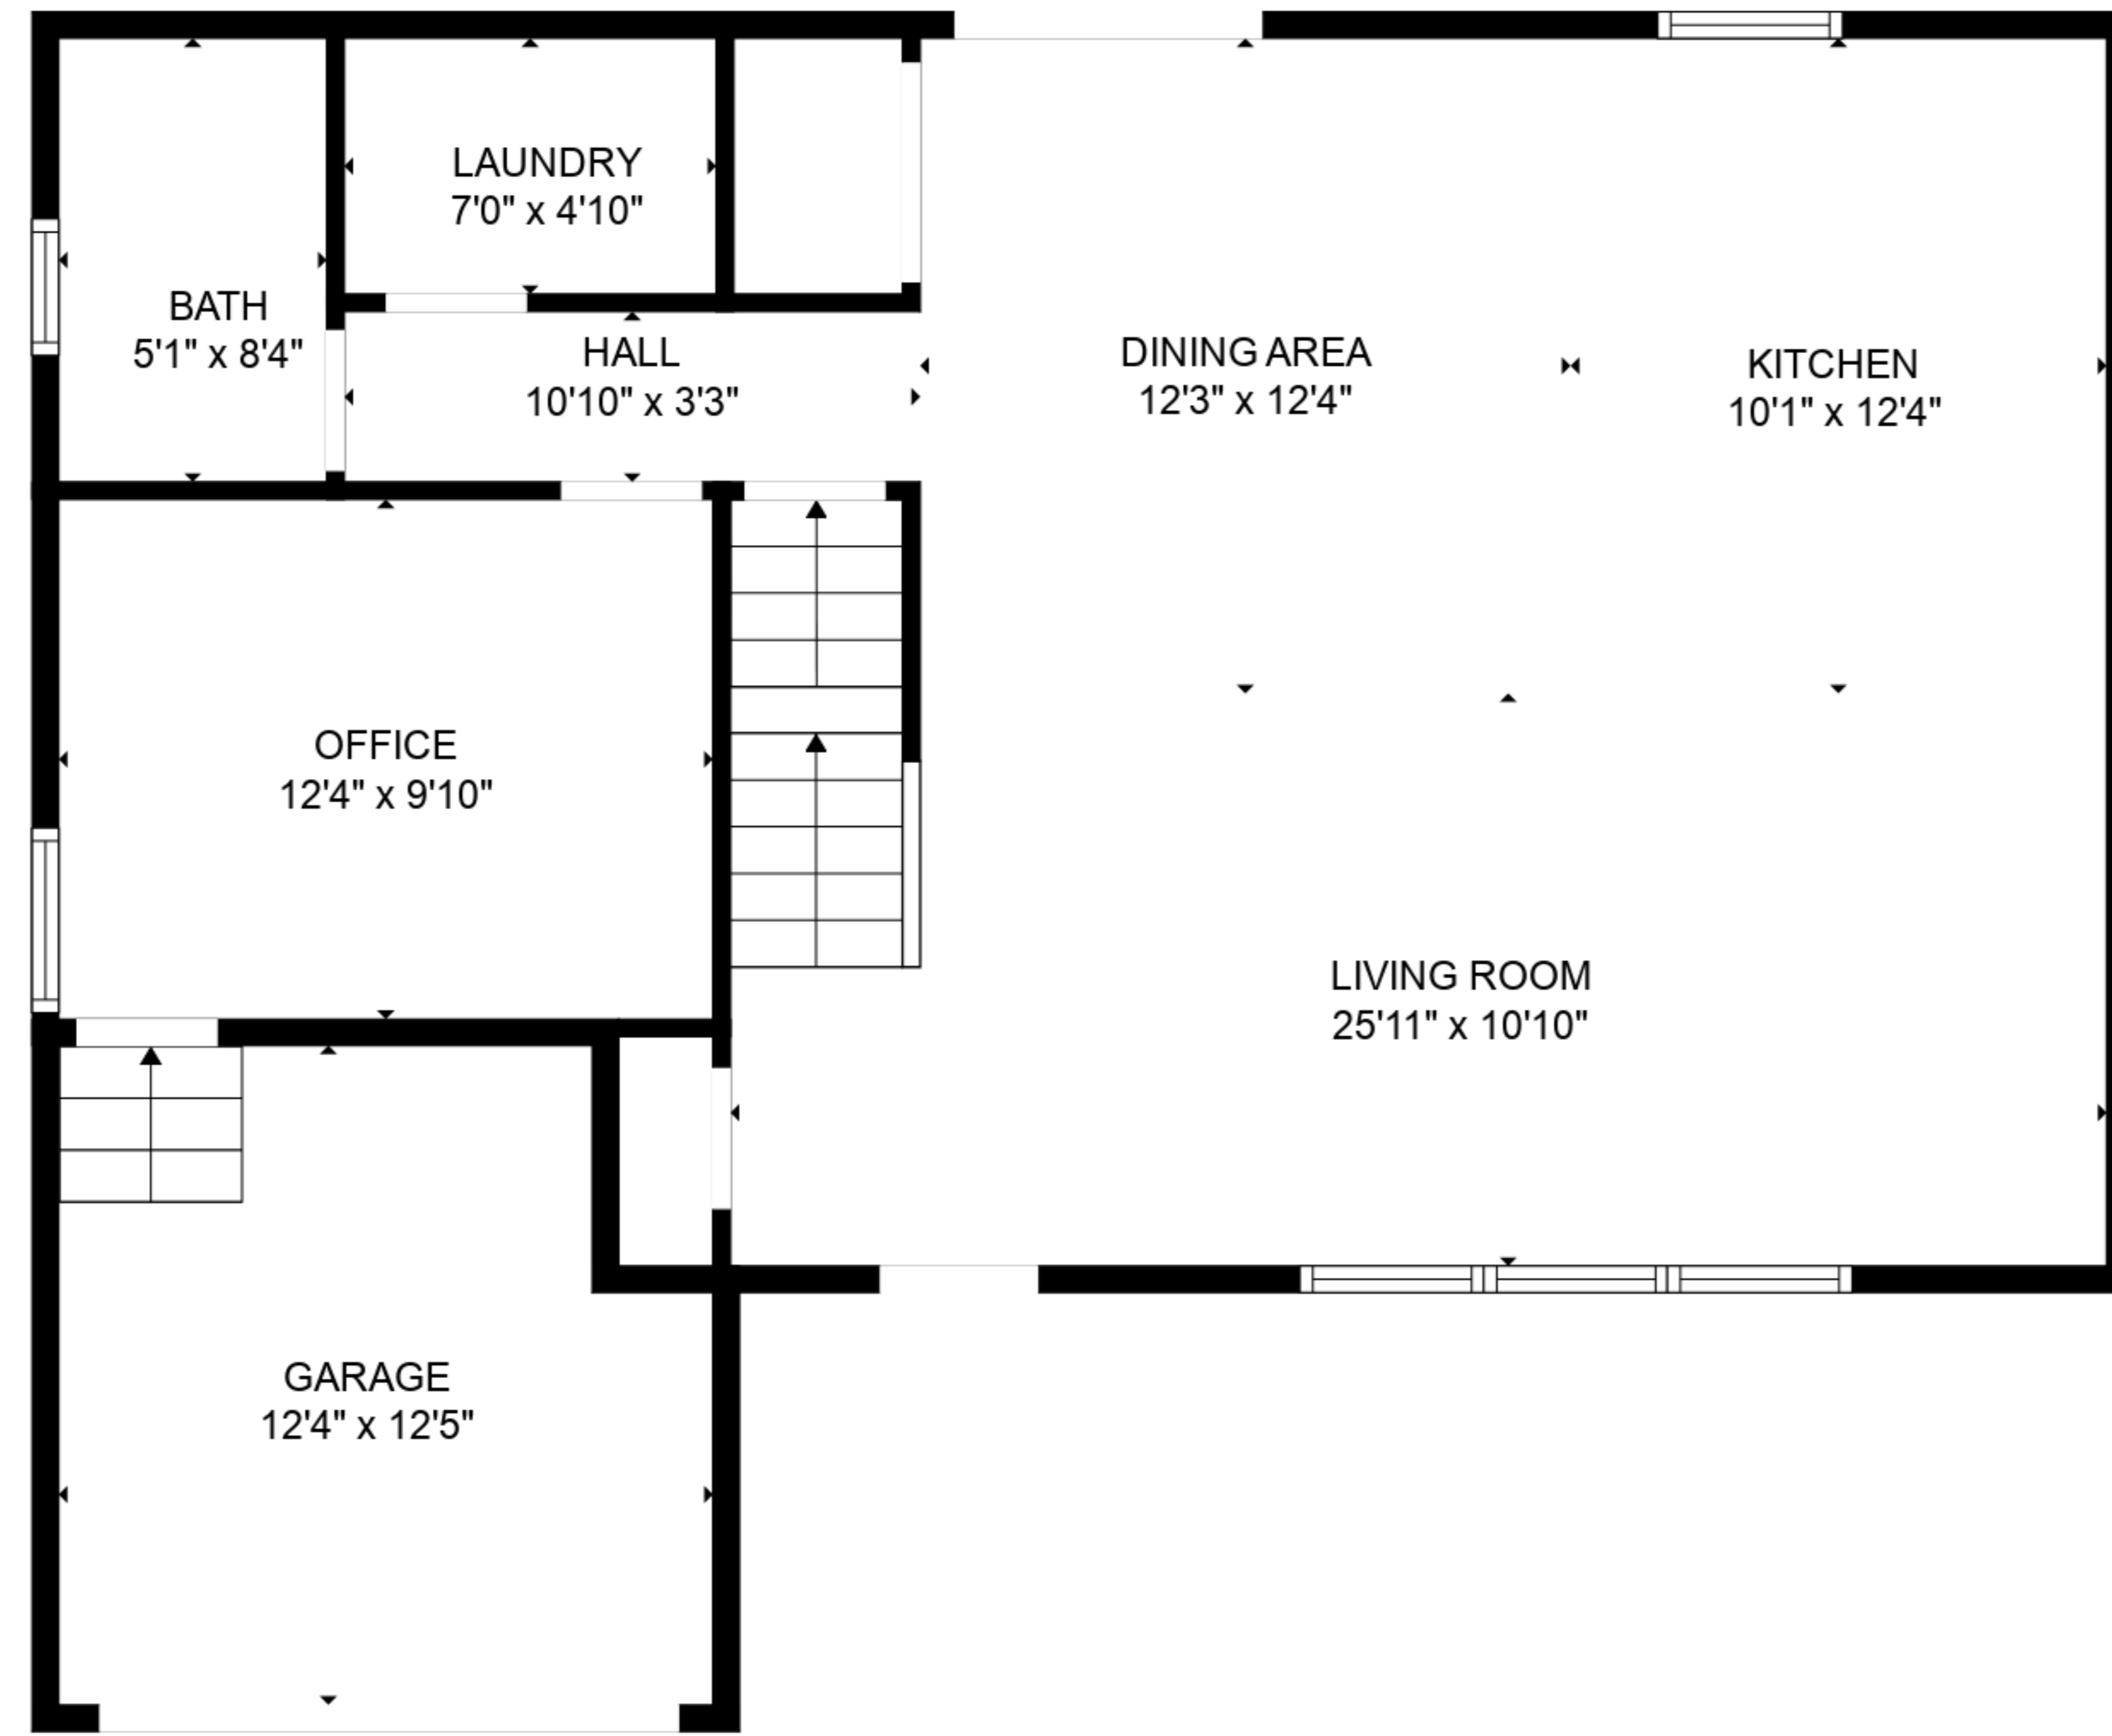 LAUNDRY
7'0" x 4'10"
BATH
5'1" x 8'4"
HALL
10'10" x 3'3"
DINING AREA
12'3" x 12'4"
KITCHEN
10'1" x 12'4"
OFFICE
12'4" x 9'10"
LIVING ROOM
25'11" x 10'10"
GARAGE
12'4" x 12'5"